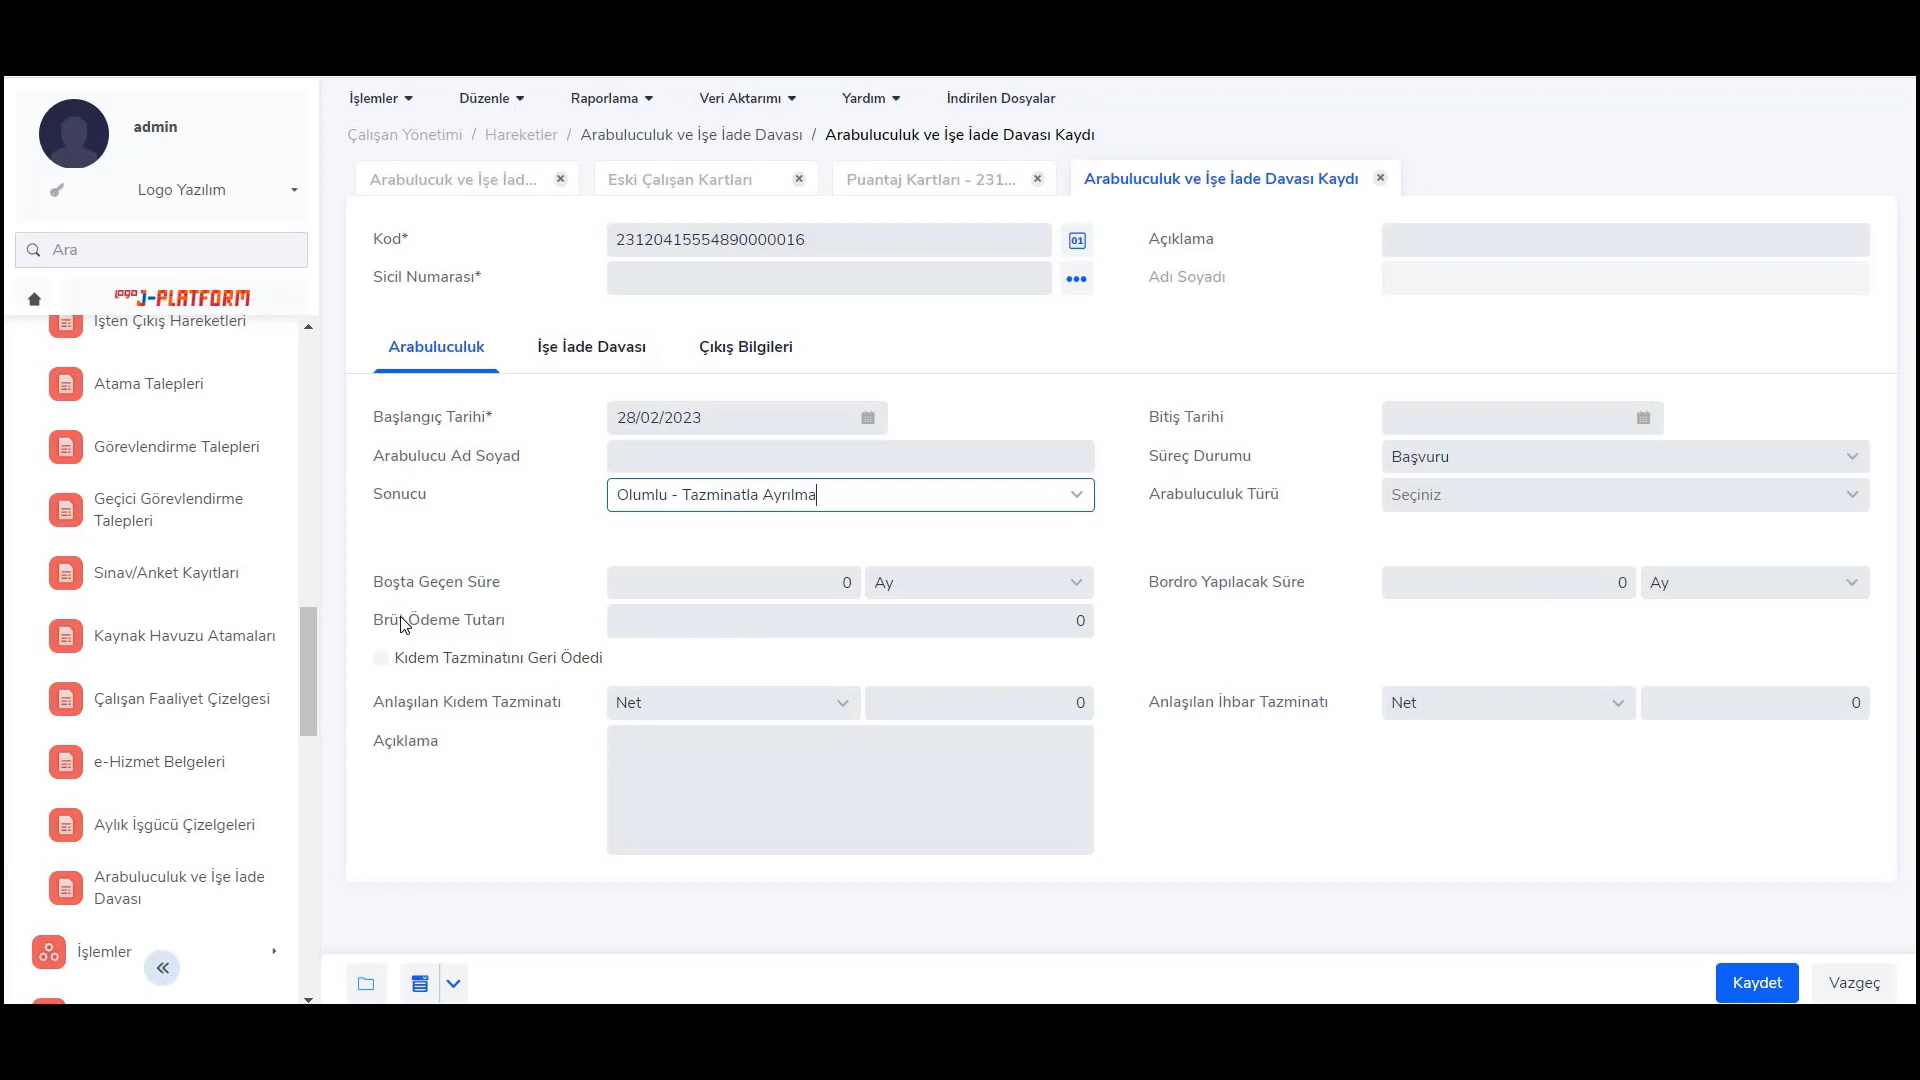 admin
Logo Yazılım
Ara
logo J-PLATFORM
İşten Çıkış Hareketleri
Atama Talepleri
Görevlendirme Talepleri
Geçici Görevlendirme
Talepleri
Sınav/Anket Kayıtları
Kaynak Havuzu Atamaları
Çalışan Faaliyet Çizelgesi
e-Hizmet Belgeleri
Aylık İşgücü Çizelgeleri
Arabuluculuk ve İşe İade
Davası
İşlemler
İşlemler Düzenle Raporlama Veri Aktarımı Yardım İndirilen Dosyalar
Çalışan Yönetimi / Hareketler / Arabuluculuk ve İşe İade Davası / Arabuluculuk ve İşe İade Davası Kaydı
Arabulucuk ve İşe İad... Eski Çalışan Kartları Puantaj Kartları - 231... Arabuluculuk ve İşe İade Davası Kaydı
Kod* 23120415554890000016 01 Açıklama
Sicil Numarası* Adı Soyadı
Arabuluculuk İşe İade Davası Çıkış Bilgileri
Başlangıç Tarihi* 28/02/2023 Bitiş Tarihi
Arabulucu Ad Soyad Süreç Durumu Başvuru
Sonucu Olumlu - Tazminatla Ayrılma Arabuluculuk Türü Seçiniz
Boşta Geçen Süre 0 Ay Bordro Yapılacak Süre 0 Ay
Brüt Ödeme Tutarı 0
Kıdem Tazminatını Geri Ödedi
Anlaşılan Kıdem Tazminatı Net 0 Anlaşılan İhbar Tazminatı Net 0
Açıklama
Kaydet Vazgeç